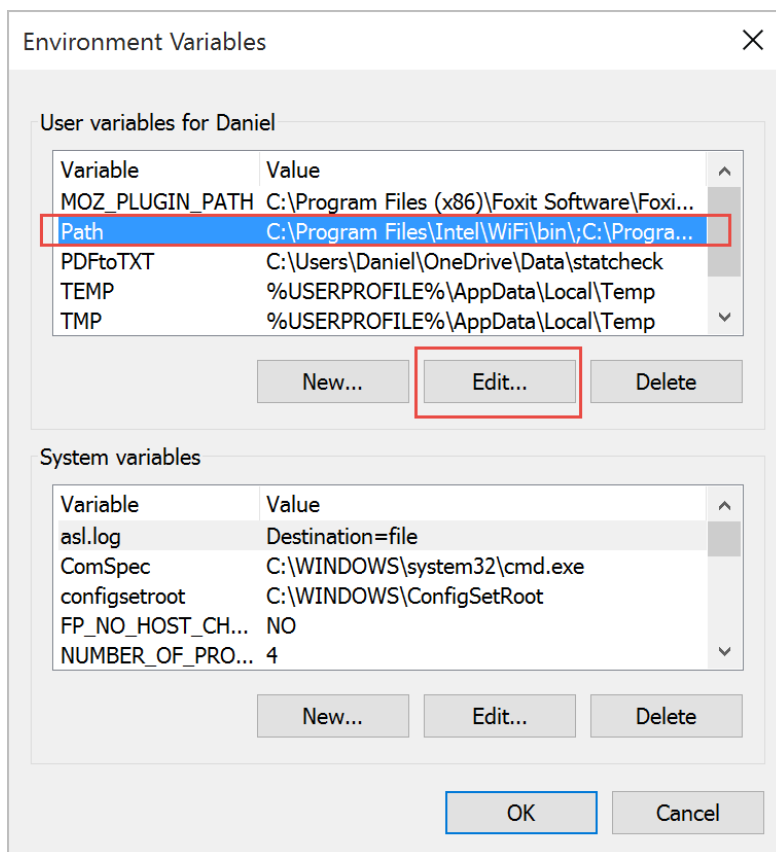 Environment Variables
User variables for Daniel
Variable Value
MOZ_PLUGIN_PATH C:\Program Files (x86)\Foxit Software\Foxi...
Path C:\Program Files\Intel\WiFi\bin\;C:\Progra...
PDFtoTXT C:\Users\Daniel\OneDrive\Data\statcheck
TEMP %USERPROFILE%\AppData\Local\Temp
TMP %USERPROFILE%\AppData\Local\Temp
New... Edit... Delete
System variables
Variable Value
asl.log Destination=file
ComSpec C:\WINDOWS\system32\cmd.exe
configsetroot C:\WINDOWS\ConfigSetRoot
FP_NO_HOST_CH... NO
NUMBER_OF_PRO... 4
New... Edit... Delete
OK Cancel